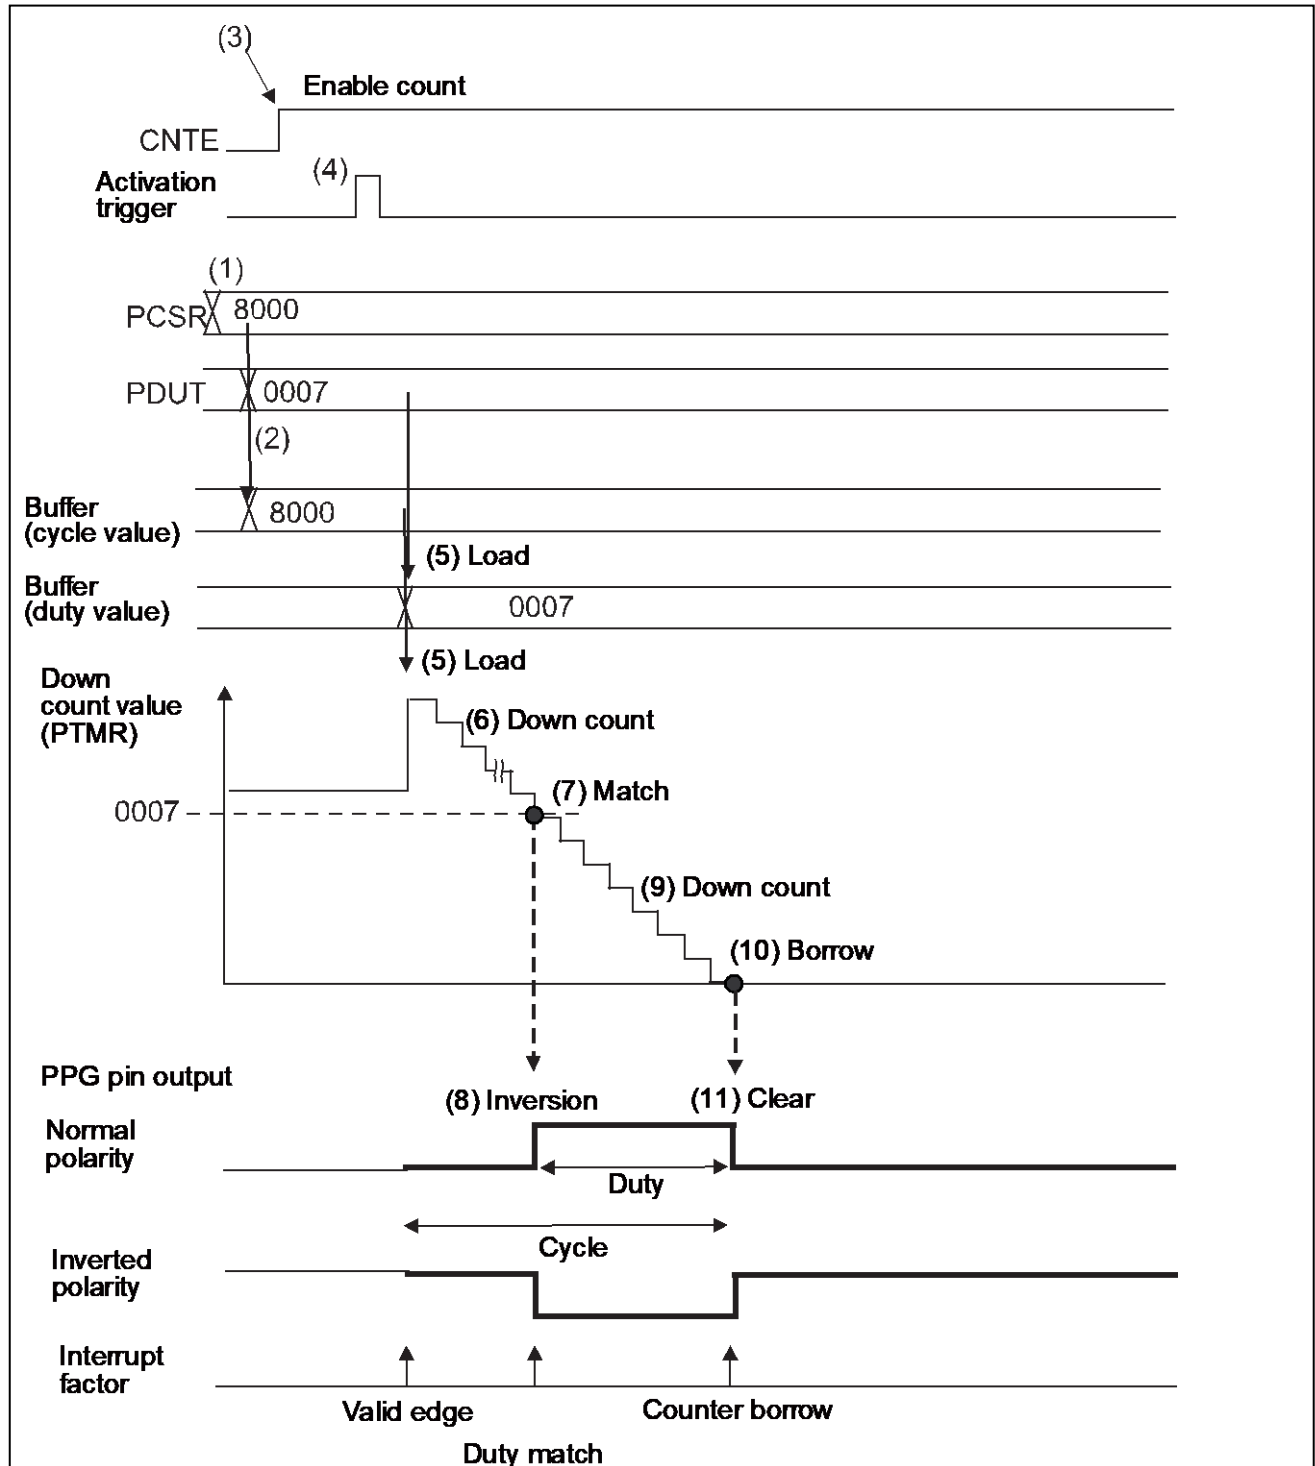 (3)
Enable count
CNTE
(4)
Activation
trigger
(1)
PCSR
8000
PDUT
0007
(2)
Buffer
(cycle value)
8000
(5) Load
Buffer
(duty value)
0007
(5) Load
Down
count value
(PTMR)
(6) Down count
(7) Match
0007
(9) Down count
(10) Borrow
PPG pin output
(8) Inversion
(11) Clear
Normal
polarity
Duty
Cycle
Inverted
polarity
Interrupt
factor
Valid edge
Counter borrow
Duty match